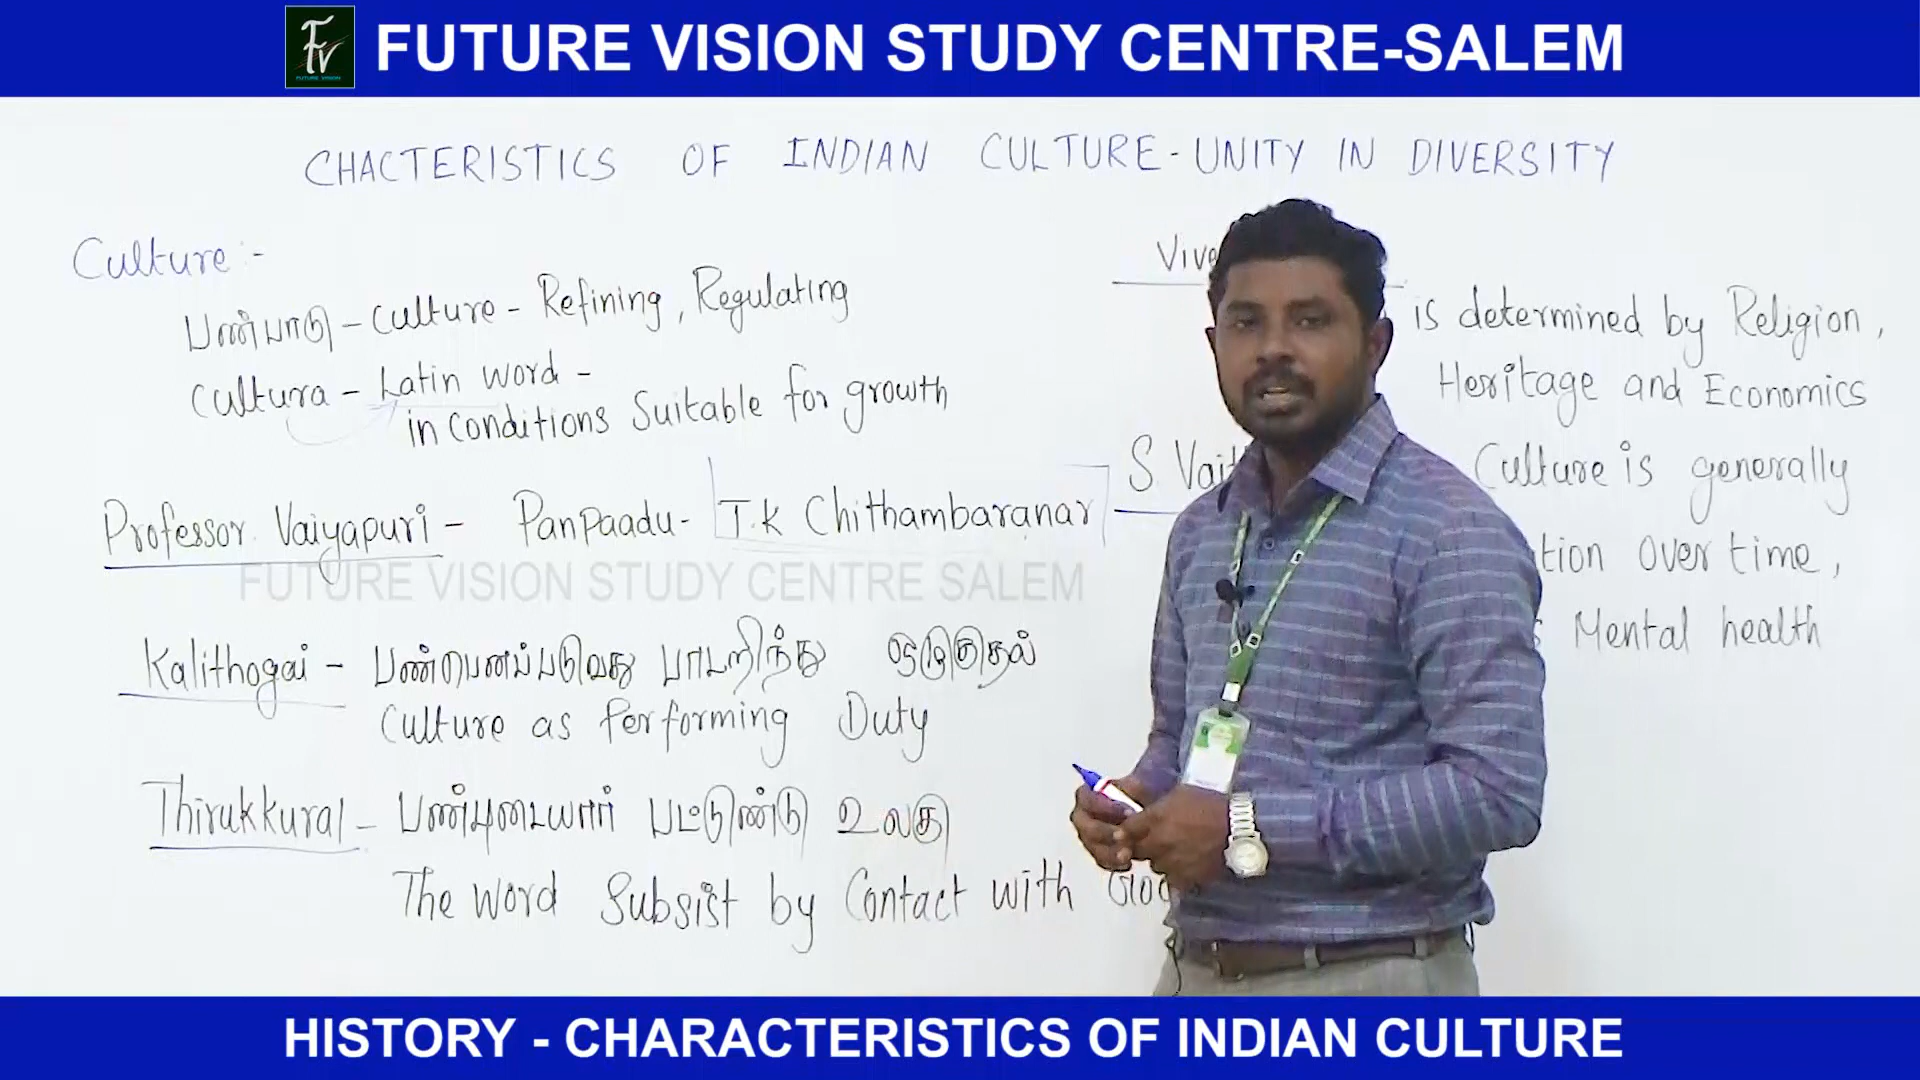 FV
FUTURE VISION
FUTURE VISION STUDY CENTRE-SALEM
CHACTERISTICS OF INDIAN CULTURE-UNITY IN DIVERSITY
Culture:-
பண்பாடு - Culture - Refining, Regulating
Cultura - Latin word -
in Conditions Suitable for growth
Professor. Vaiyapuri - Panpaadu- T.K Chithambaranar
FUTURE VISION STUDY CENTRE SALEM
Kalithogai - பண்பெனப்படுவது பாடறிந்து ஒழுகுதல்
Culture as Performing Duty
Thirukkural - பண்புடையார் பட்டுண்டு உலகு
The word Subsist by Contact with
is determined by Religion,
Heritage and Economics
S Culture is generally
over time,
Mental health
HISTORY - CHARACTERISTICS OF INDIAN CULTURE